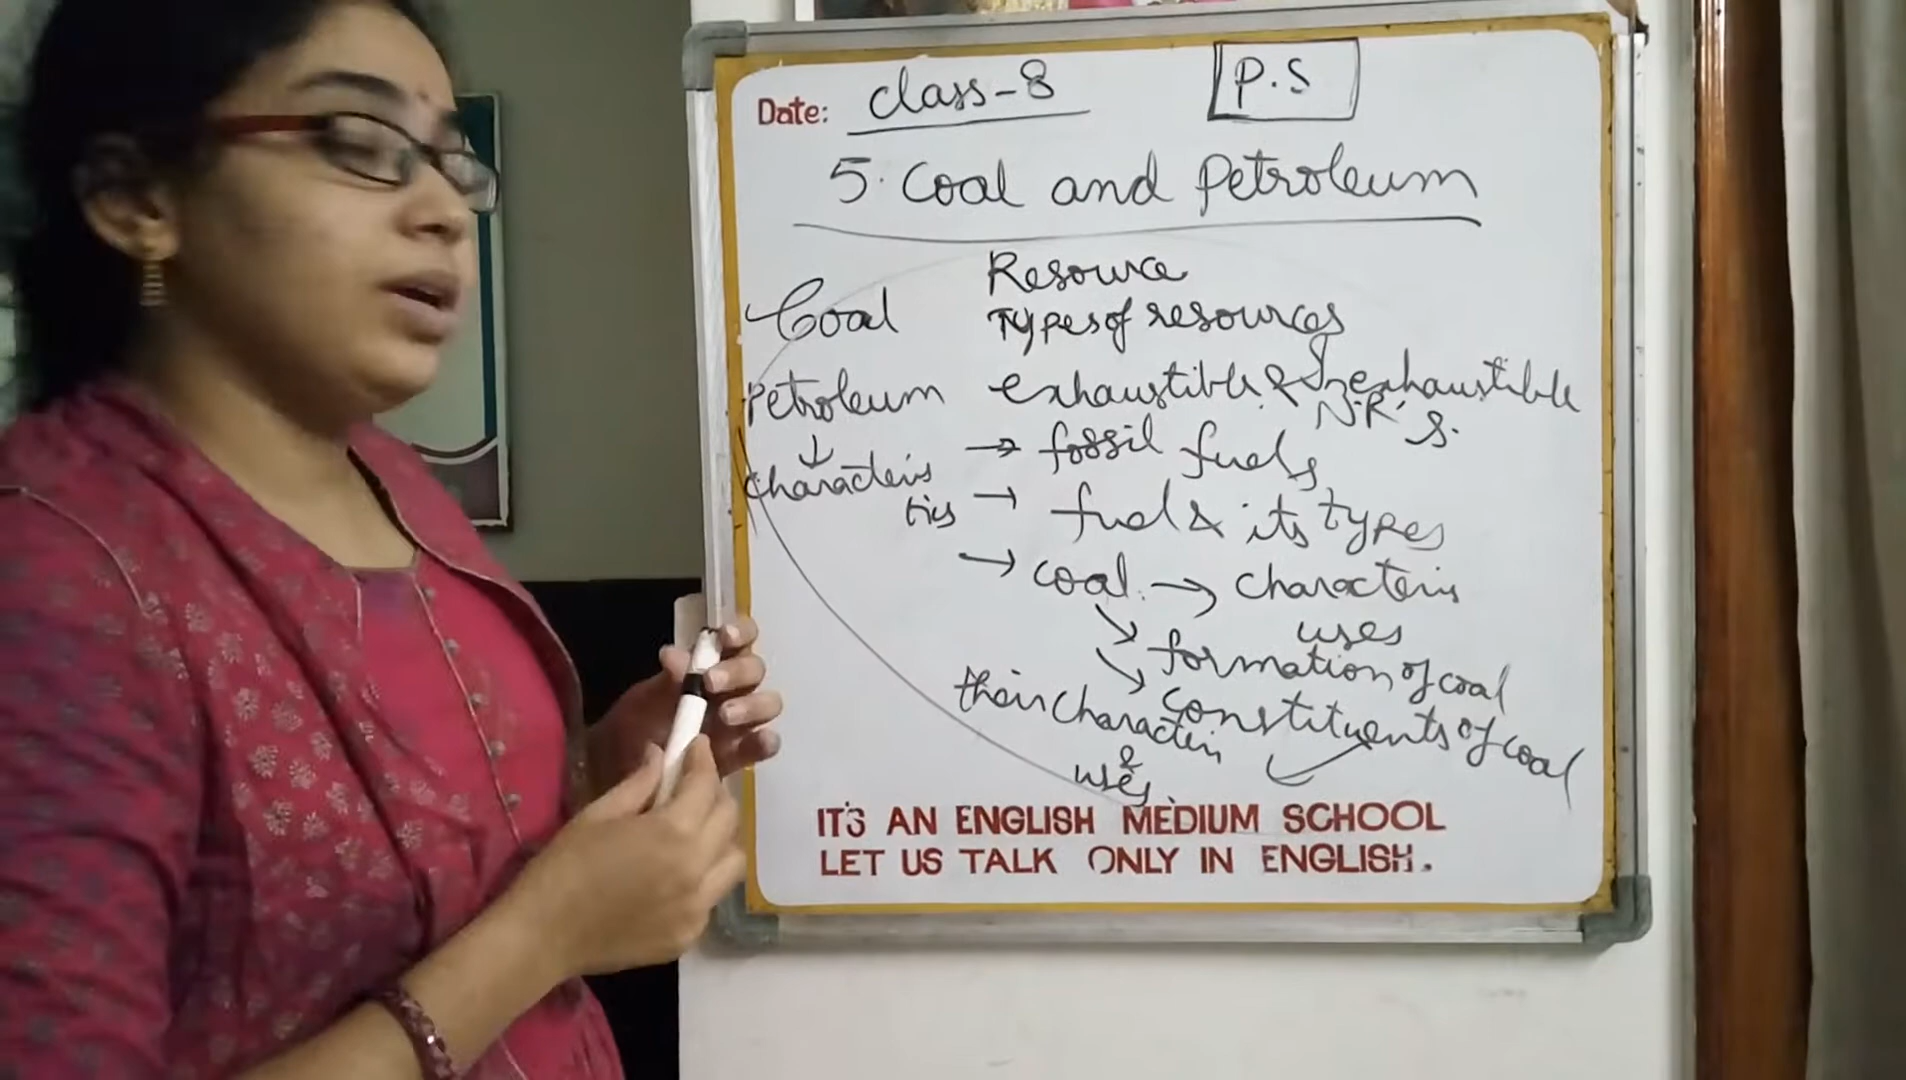 Date: Class-8
P.S
5. Coal and Petroleum
Resource
Coal
Types of resources
Petroleum
exhaustible & Inexhaustible
N.R's.
↓
characteris
tics
→ fossil fuels
→ fuel & its types
→ coal. → characteris
uses
↘ formation of coal
↘ constituents of coal
their characteris
&
uses
IT'S AN ENGLISH MEDIUM SCHOOL
LET US TALK ONLY IN ENGLISH.